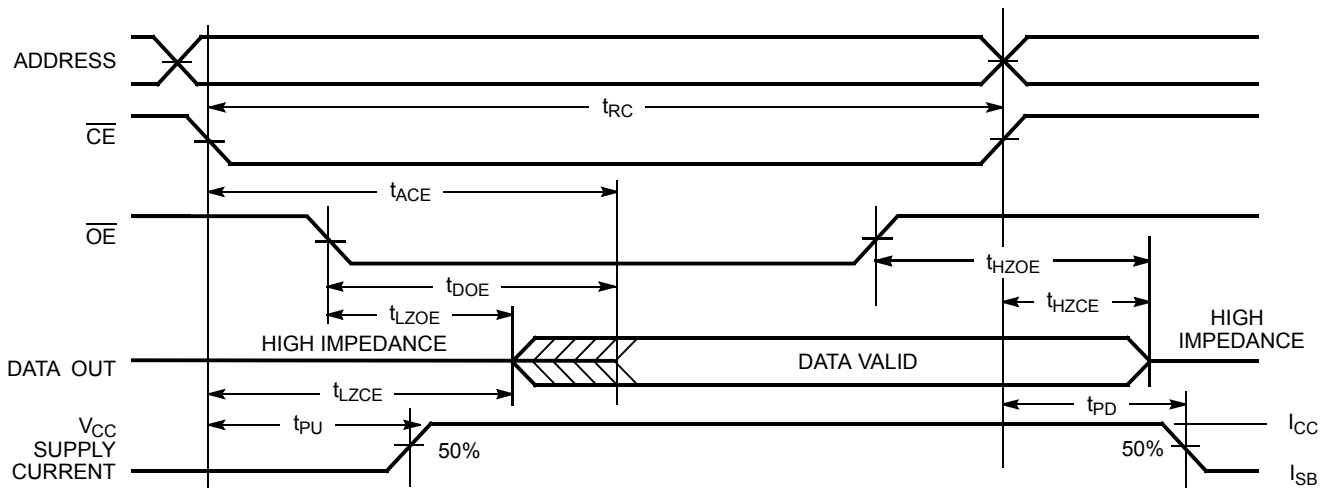 ADDRESS
tRC
CE
tACE
OE
tHZOE
tDOE
tHZCE
tLZOE
HIGH IMPEDANCE
HIGH
IMPEDANCE
DATA OUT
DATA VALID
tLZCE
tPD
VCC
SUPPLY
CURRENT
tPU
50%
50%
ICC
ISB